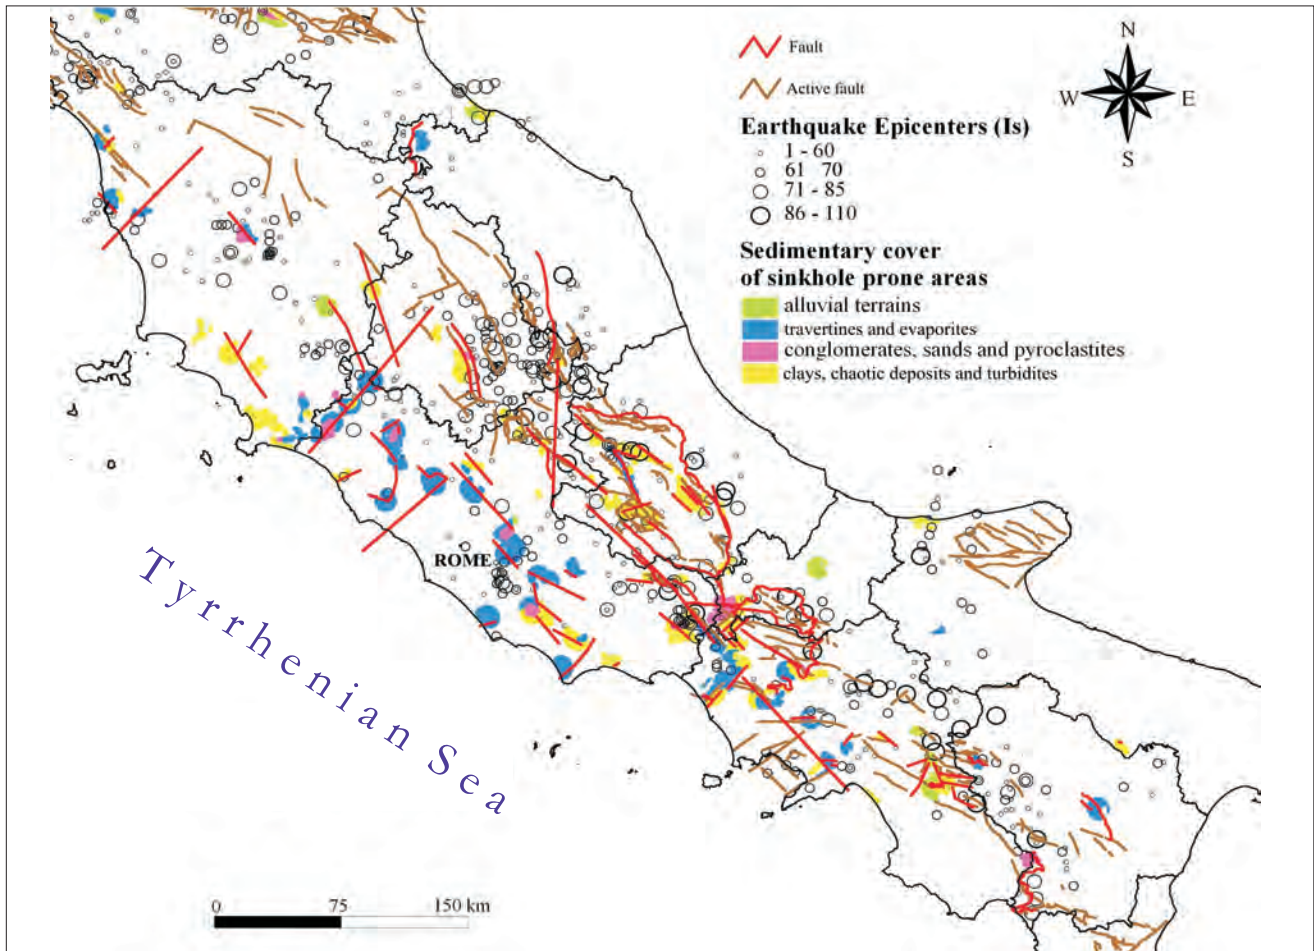 N
W
E
S
Fault
Active fault
Earthquake Epicenters (Is)
1 - 60
61 70
71 - 85
86 - 110
Sedimentary cover
of sinkhole prone areas
alluvial terrains
travertines and evaporites
conglomerates, sands and pyroclastites
clays, chaotic deposits and turbidites
ROME
Tyrrhenian Sea
0 75 150 km